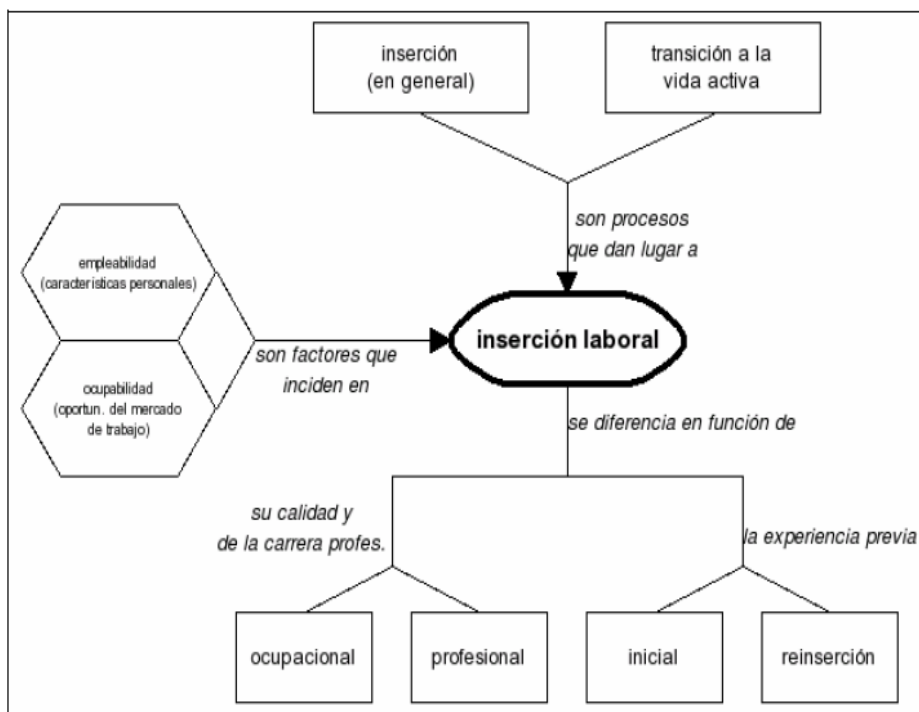 inserción
(en general)
transición a la
vida activa
son procesos
que dan lugar a
empleabilidad
(características personales)
ocupabilidad
(oportun. del mercado
de trabajo)
son factores que
inciden en
inserción laboral
se diferencia en función de
su calidad y
de la carrera profes.
la experiencia previa
ocupacional
profesional
inicial
reinserción